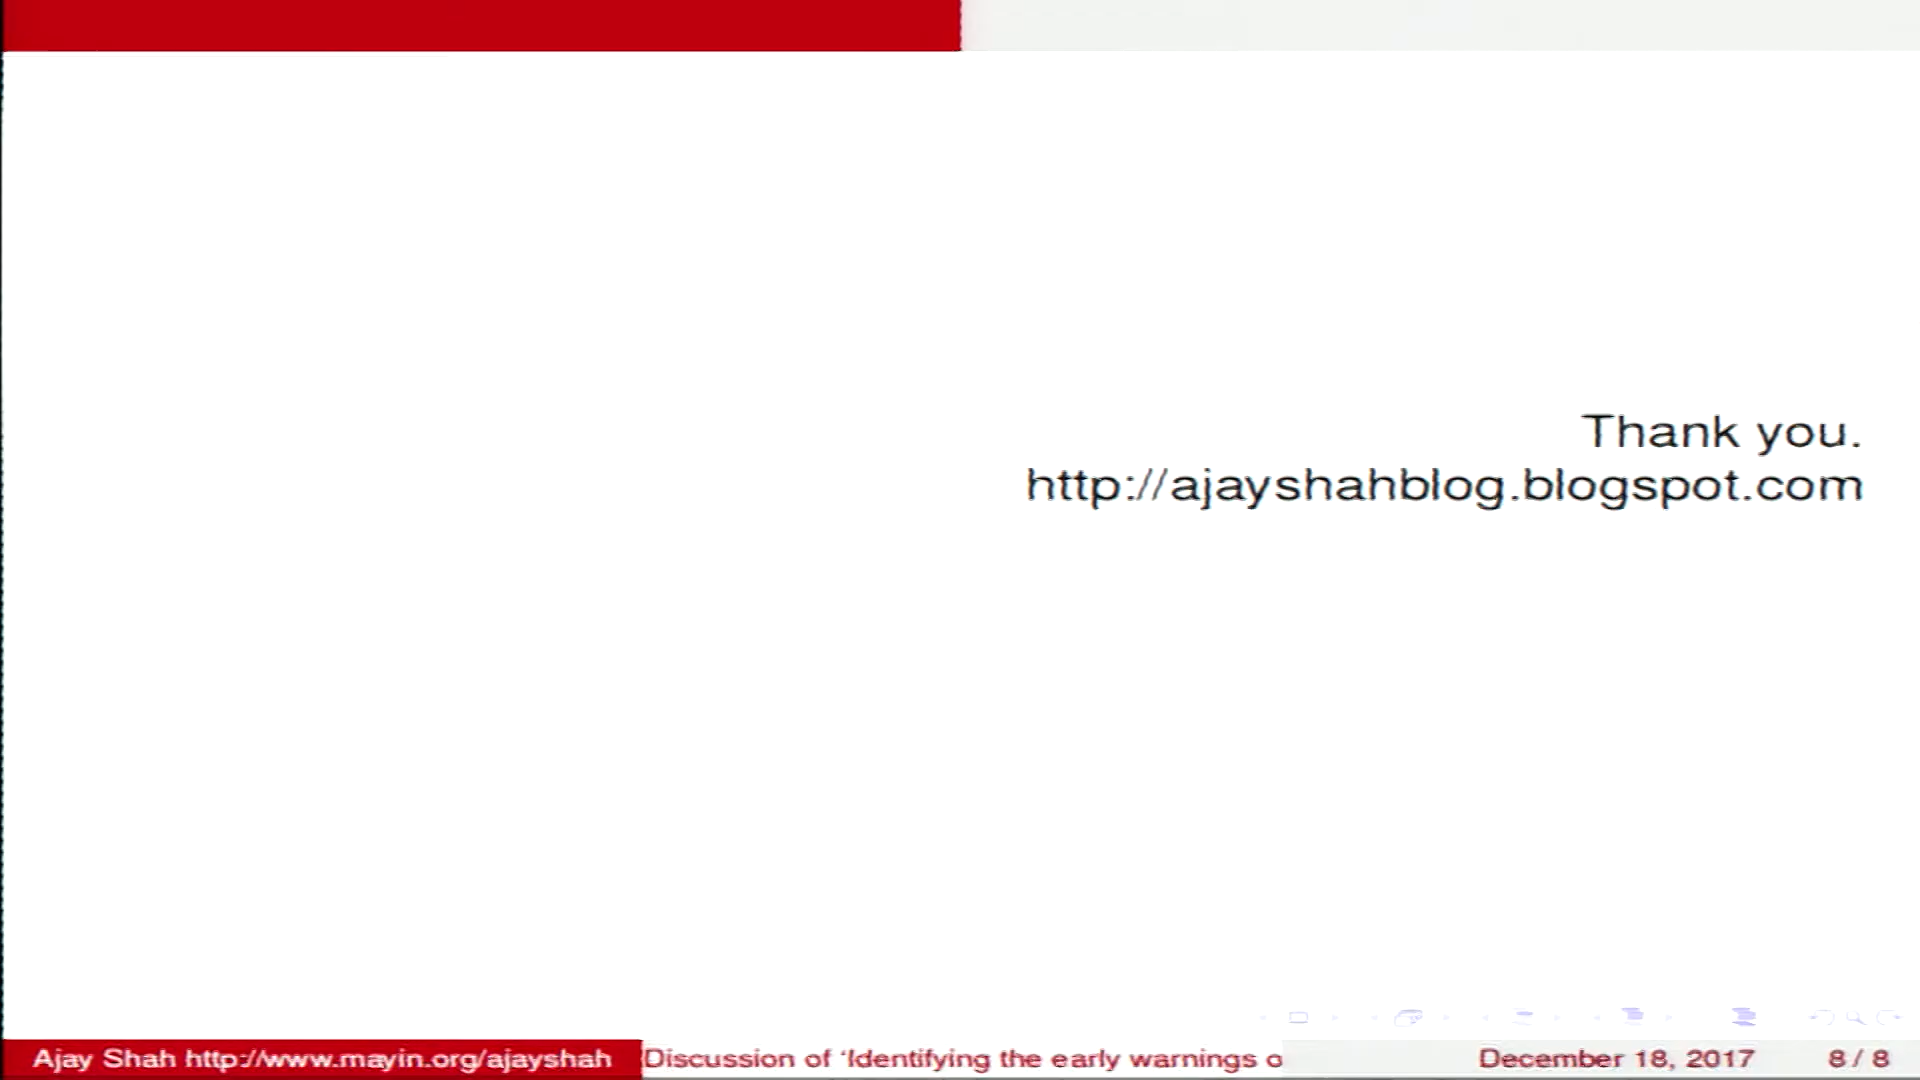 Thank you.
http://ajayshahblog.blogspot.com
Ajay Shah http://www.mayin.org/ajayshah Discussion of ‘Identifying the early warnings o December 18, 2017 8 / 8